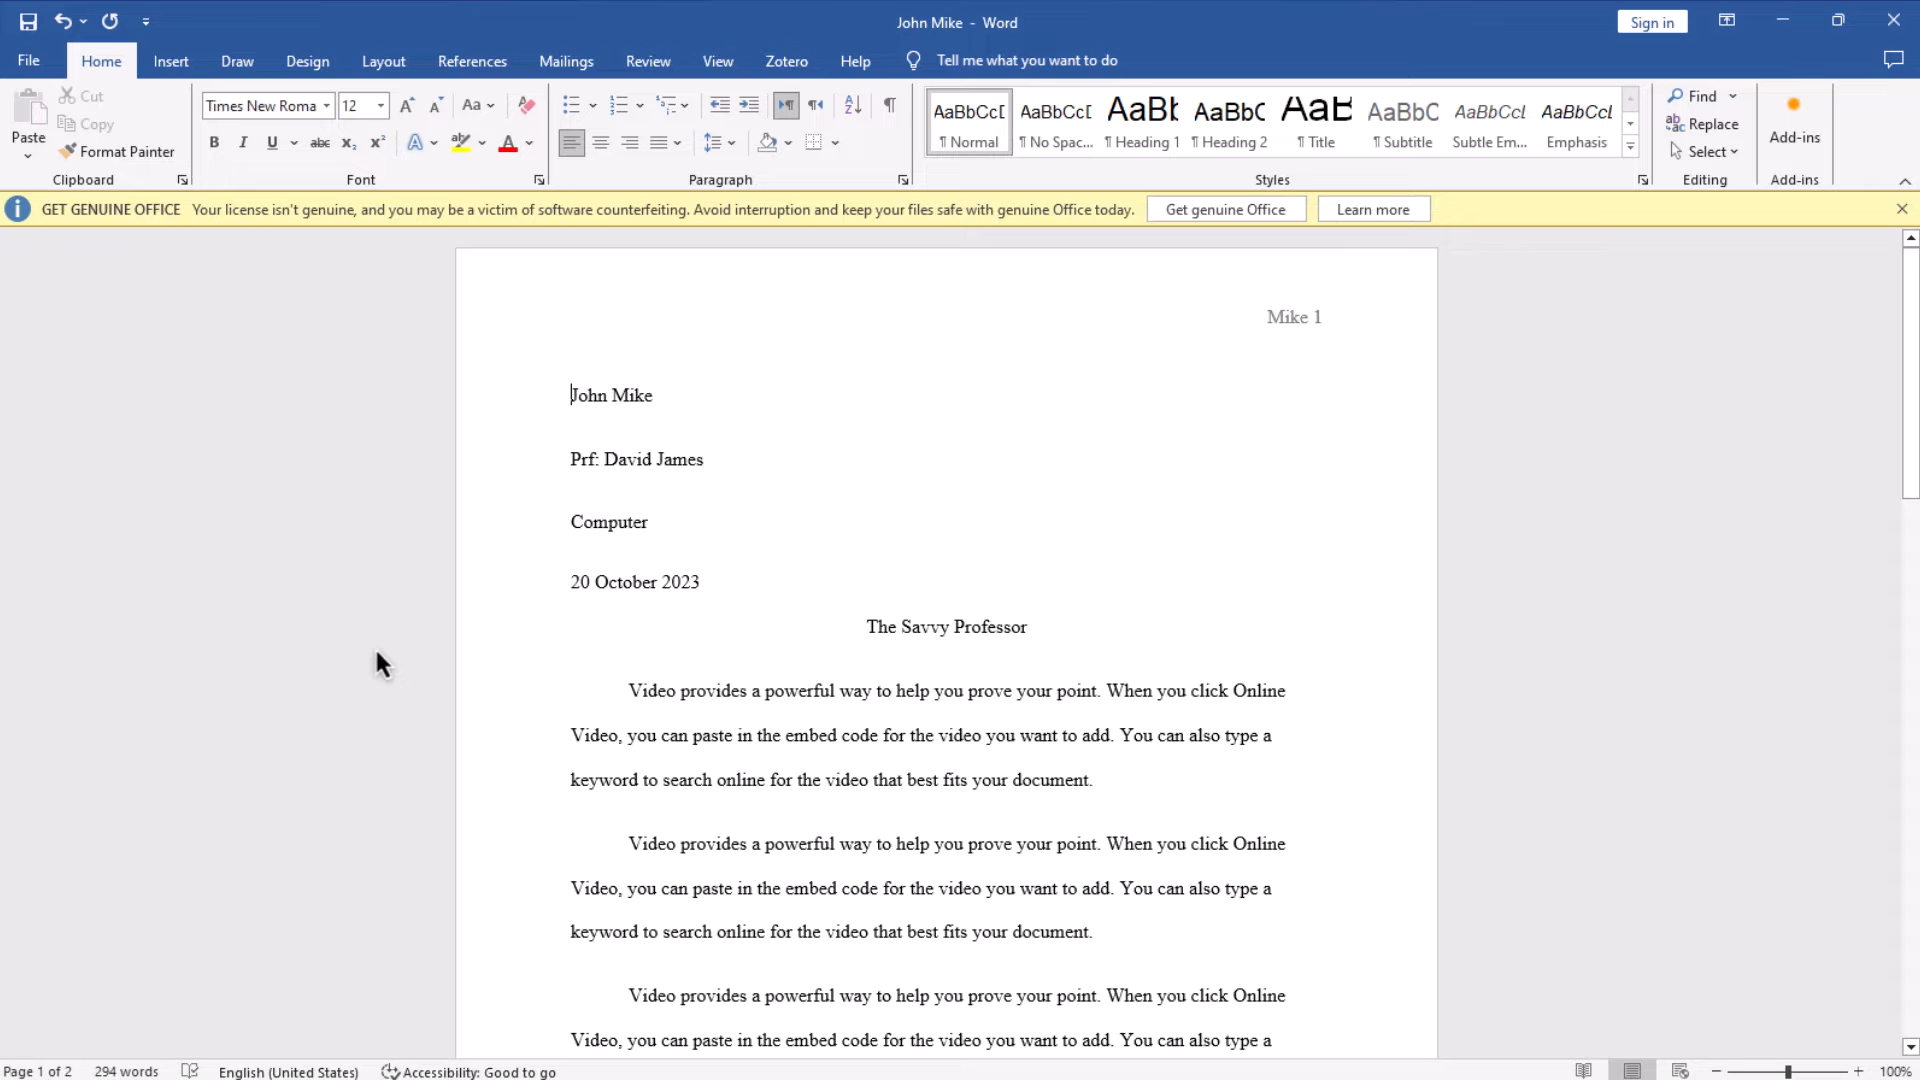 John Mike - Word
Sign in
File Home Insert Draw Design Layout References Mailings Review View Zotero Help Tell me what you want to do
Paste
Cut
Copy
Format Painter
Clipboard
Times New Roma 12
Font
Paragraph
AaBbCcD AaBbCcD AaBb AaBbC AaB AaBbC AaBbCcL AaBbCcL
¶ Normal ¶ No Spac... ¶ Heading 1 ¶ Heading 2 ¶ Title ¶ Subtitle Subtle Em... Emphasis
Styles
Find
Replace
Select
Editing
Add-ins
Add-ins
GET GENUINE OFFICE Your license isn't genuine, and you may be a victim of software counterfeiting. Avoid interruption and keep your files safe with genuine Office today. Get genuine Office Learn more
Mike 1
John Mike
Prf: David James
Computer
20 October 2023
The Savvy Professor
Video provides a powerful way to help you prove your point. When you click Online
Video, you can paste in the embed code for the video you want to add. You can also type a
keyword to search online for the video that best fits your document.
Video provides a powerful way to help you prove your point. When you click Online
Video, you can paste in the embed code for the video you want to add. You can also type a
keyword to search online for the video that best fits your document.
Video provides a powerful way to help you prove your point. When you click Online
Video, you can paste in the embed code for the video you want to add. You can also type a
Page 1 of 2 294 words English (United States) Accessibility: Good to go 100%